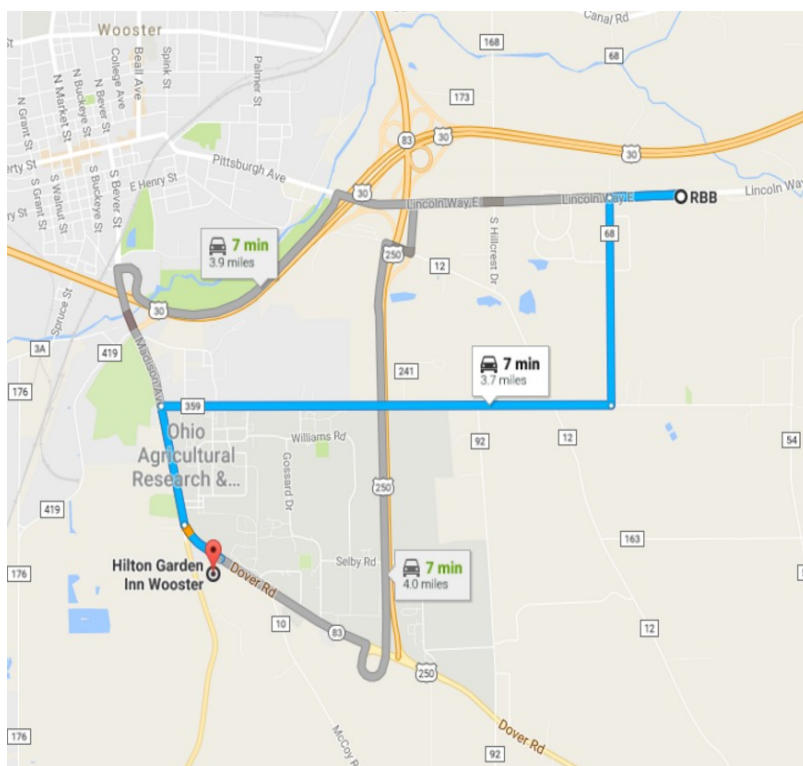 Canal Rd
Wooster
168
68
Spink St
Beall Ave
College Ave
Palmer St
N Market St
N Buckeye St
N Bever St
N Grant St
173
83
30
30
30
erty St
Pittsburgh Ave
E Henry St
S Bever St
S Buckeye St
S Walnut St
S Grant St
30
Lincoln Way E
Lincoln Way E
RBB
Lincoln Way
68
7 min
3.9 miles
250
12
S Hillcrest Dr
30
Spruce St
3A
419
Madison Ave
241
7 min
3.7 miles
176
359
Ohio
Agricultural
Research &...
Williams Rd
92
12
54
Gossard Dr
250
419
163
Selby Rd
7 min
4.0 miles
Hilton Garden
Inn Wooster
Dover Rd
176
10
83
12
250
McCoy R
Dover Rd
176
92